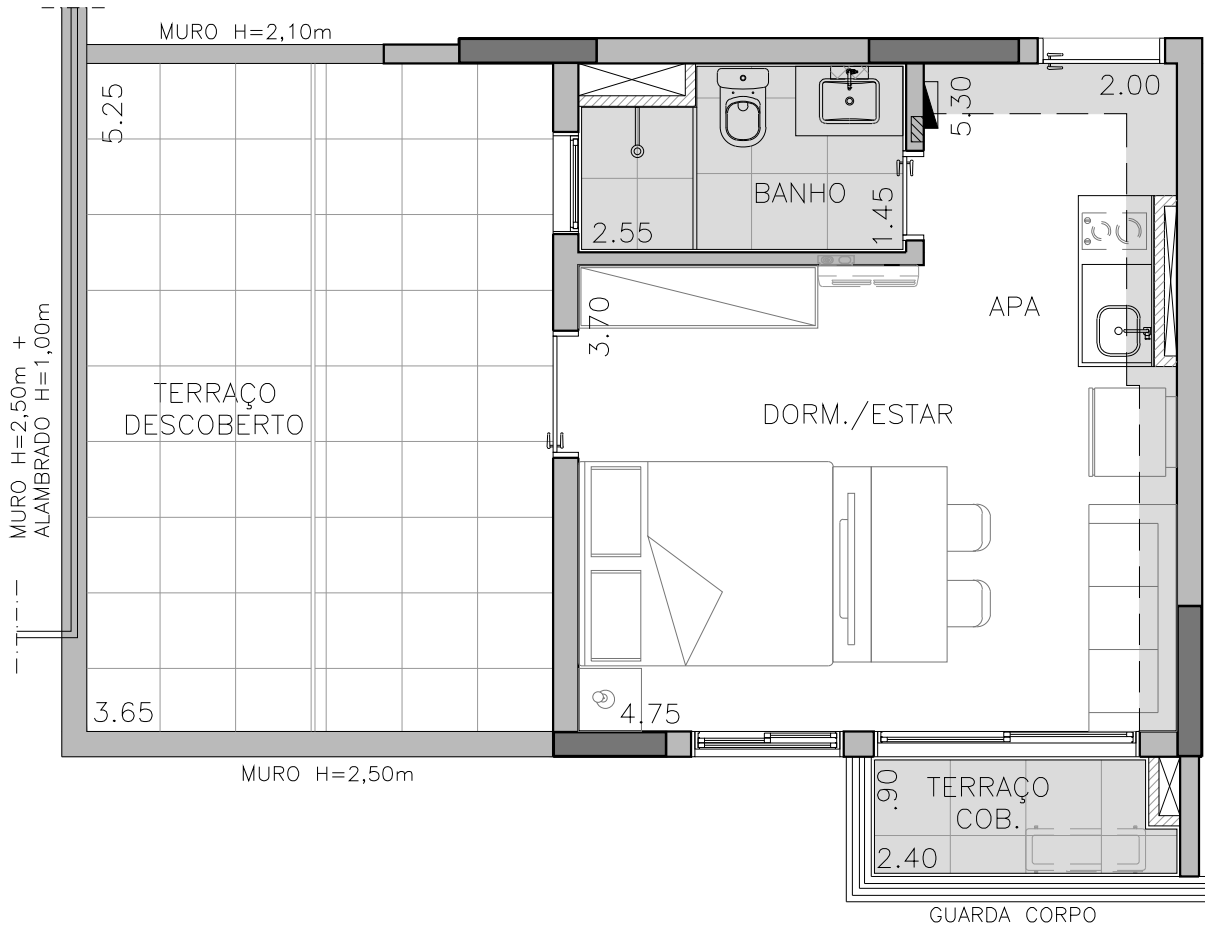 MURO H=2,10m
5.25
5.30
2.00
BANHO
1.45
2.55
3.70
APA
MURO H=2,50m +
ALAMBRADO H=1,00m
TERRAÇO
DESCOBERTO
DORM./ESTAR
3.65
4.75
MURO H=2,50m
.90
TERRAÇO
COB.
2.40
GUARDA CORPO